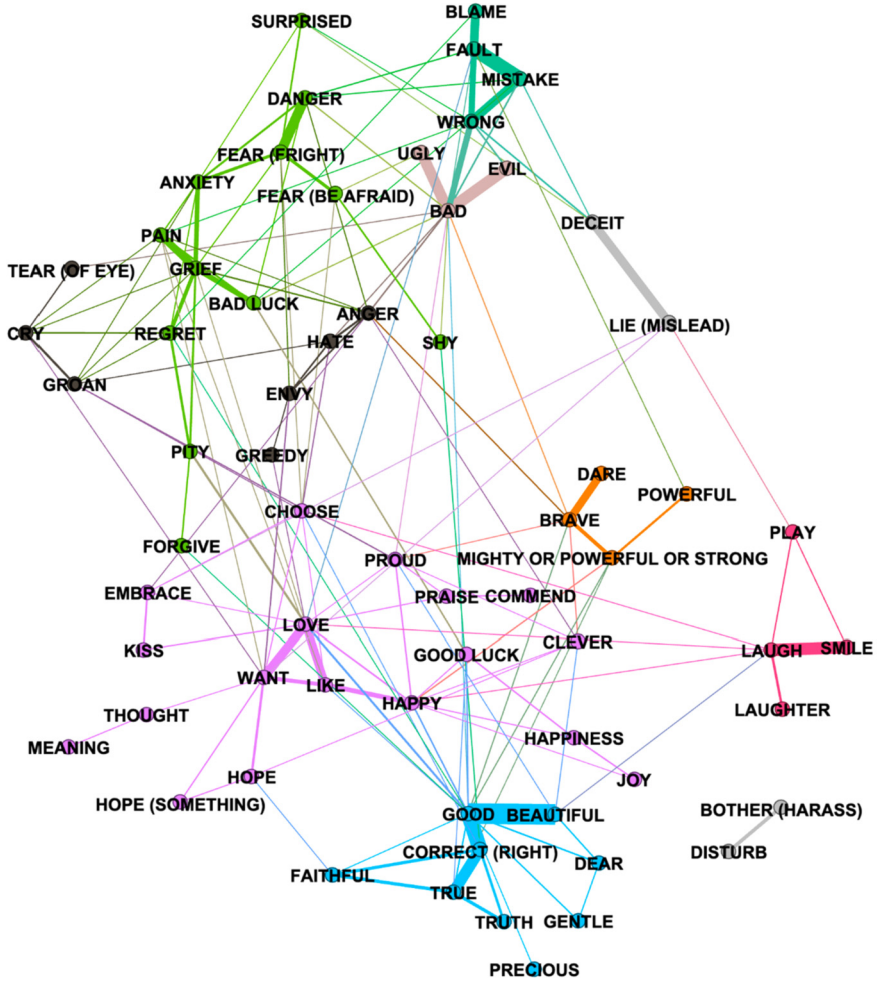 BLAME
SURPRISED
FAULT
MISTAKE
DANGER
WRONG
FEAR (FRIGHT)
UGLY
EVIL
ANXIETY
FEAR (BE AFRAID)
BAD
DECEIT
PAIN
TEAR (OF EYE)
GRIEF
BAD LUCK
ANGER
LIE (MISLEAD)
CRY
REGRET
HATE
SHY
GROAN
ENVY
PITY
GREEDY
DARE
POWERFUL
CHOOSE
BRAVE
PLAY
FORGIVE
PROUD
MIGHTY OR POWERFUL OR STRONG
EMBRACE
PRAISE
COMMEND
LOVE
CLEVER
KISS
GOOD LUCK
LAUGH
SMILE
WANT
LIKE
HAPPY
LAUGHTER
THOUGHT
MEANING
HAPPINESS
HOPE
JOY
HOPE (SOMETHING)
GOOD
BEAUTIFUL
BOTHER (HARASS)
CORRECT (RIGHT)
DISTURB
DEAR
FAITHFUL
TRUE
TRUTH
GENTLE
PRECIOUS